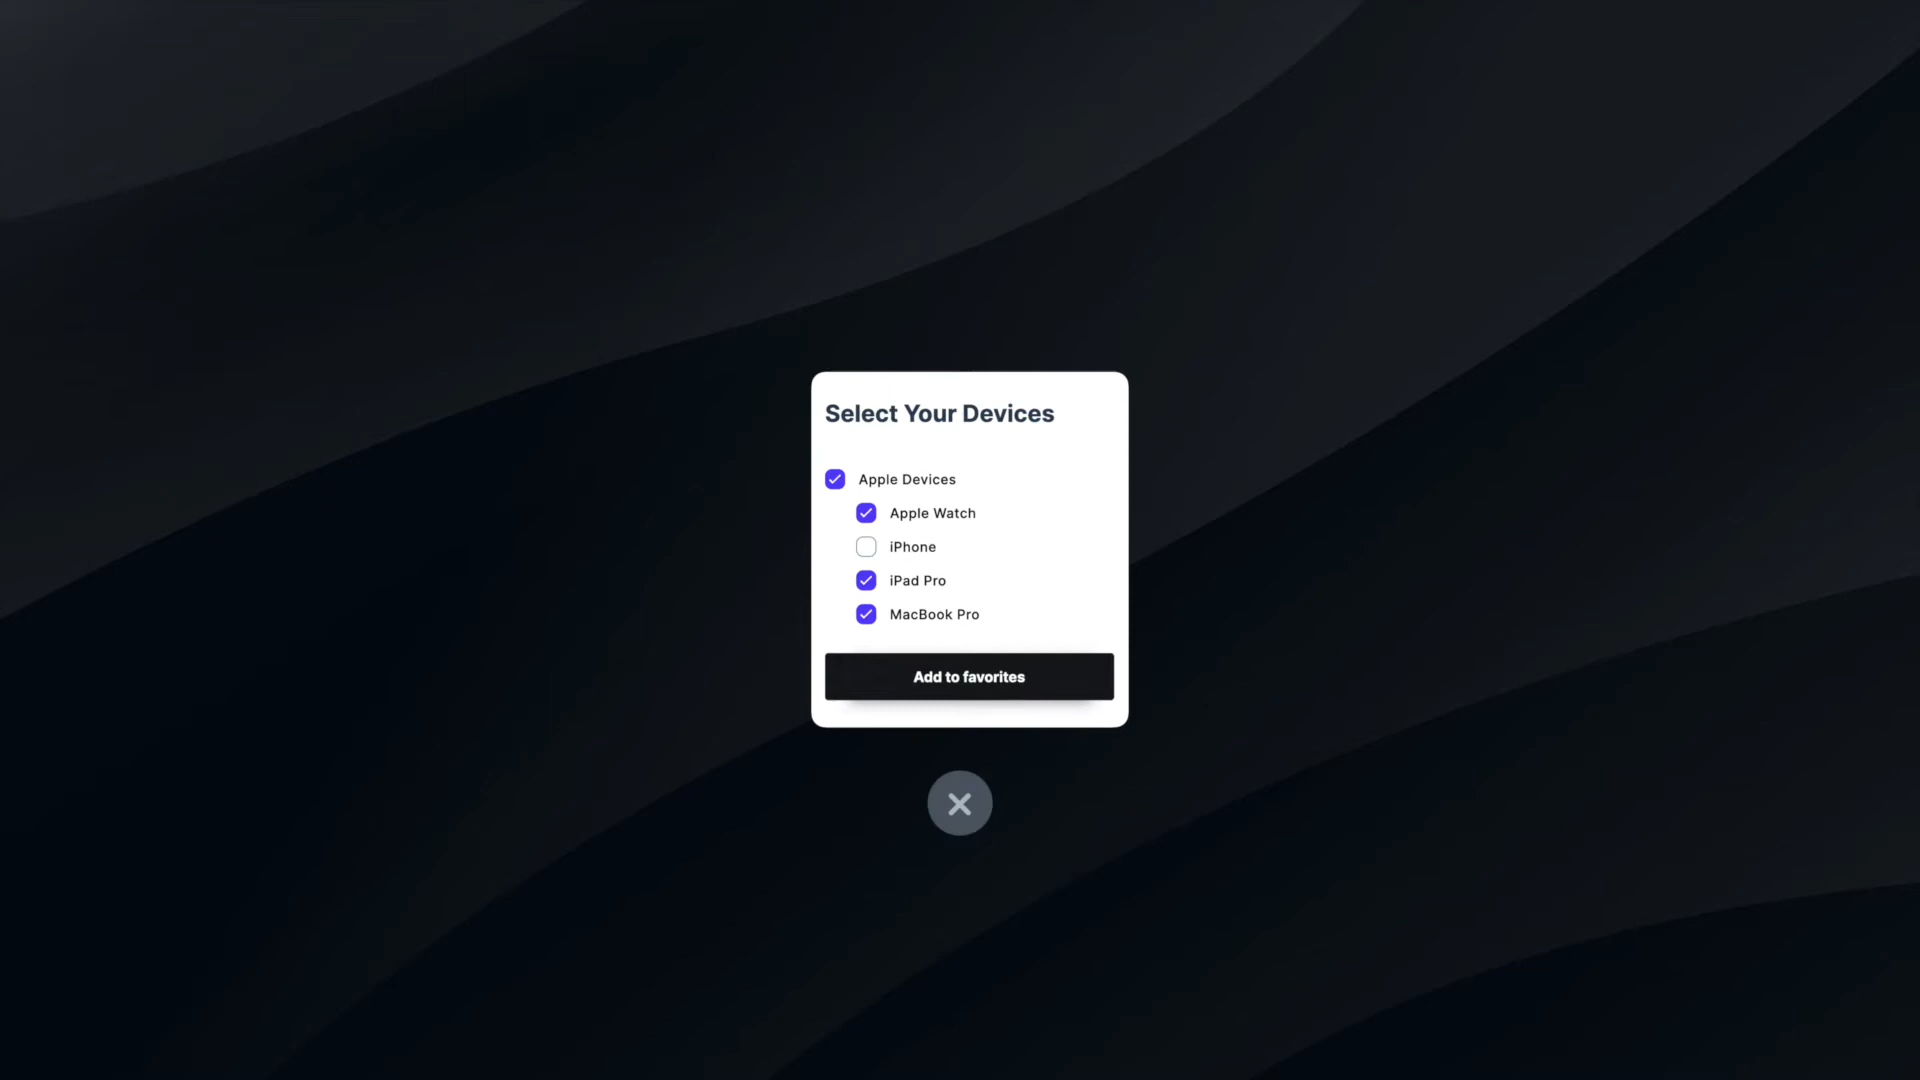 Select Your Devices
Apple Devices
Apple Watch
iPhone
iPad Pro
MacBook Pro
Add to favorites